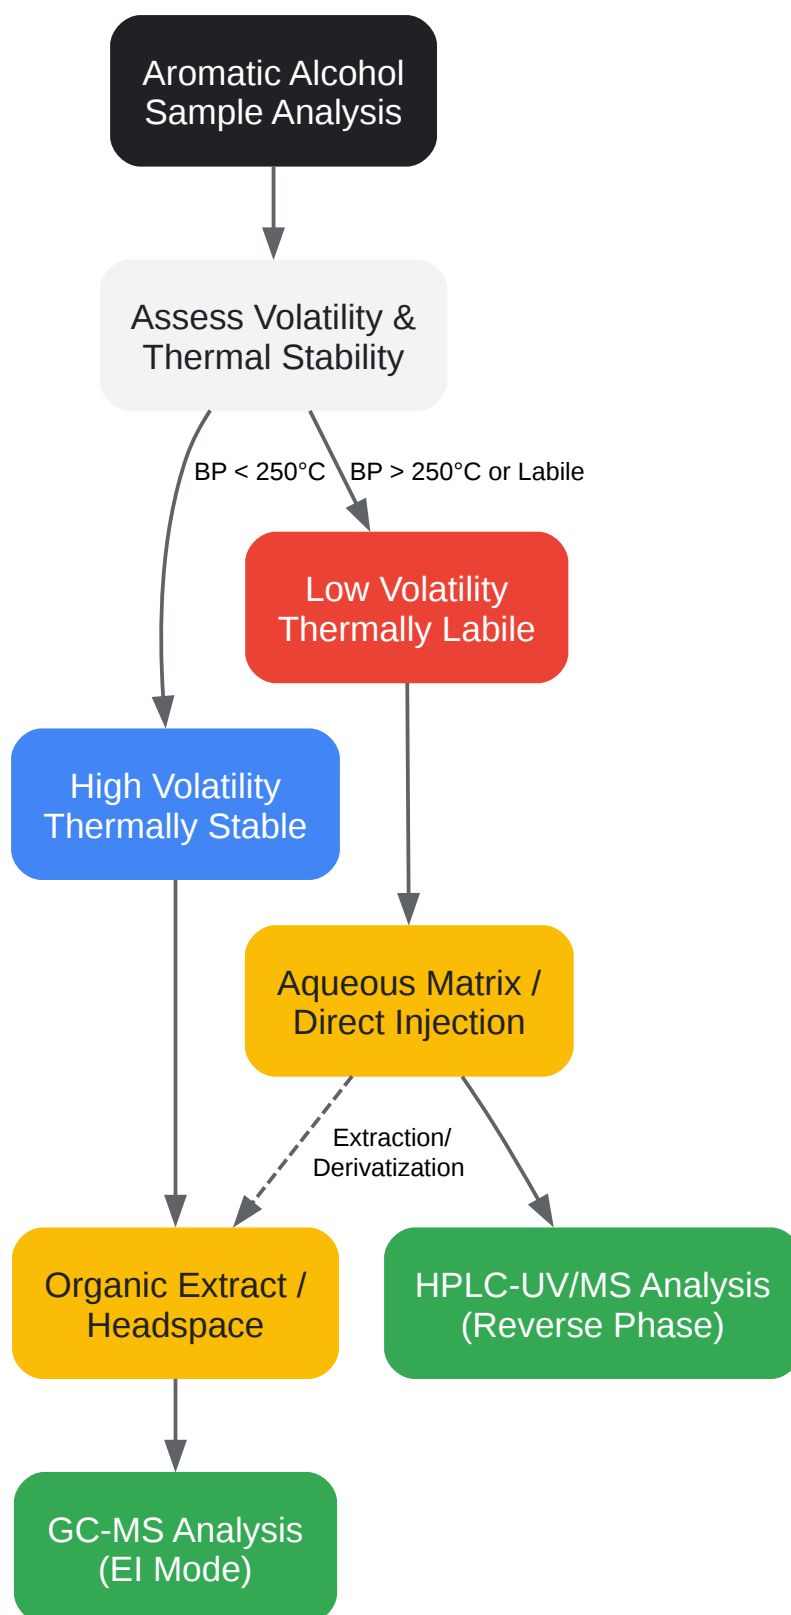 Aromatic Alcohol
Sample Analysis
Assess Volatility &
Thermal Stability
BP < 250°C
BP > 250°C or Labile
Low Volatility
Thermally Labile
High Volatility
Thermally Stable
Aqueous Matrix /
Direct Injection
Extraction/
Derivatization
Organic Extract /
Headspace
HPLC-UV/MS Analysis
(Reverse Phase)
GC-MS Analysis
(EI Mode)